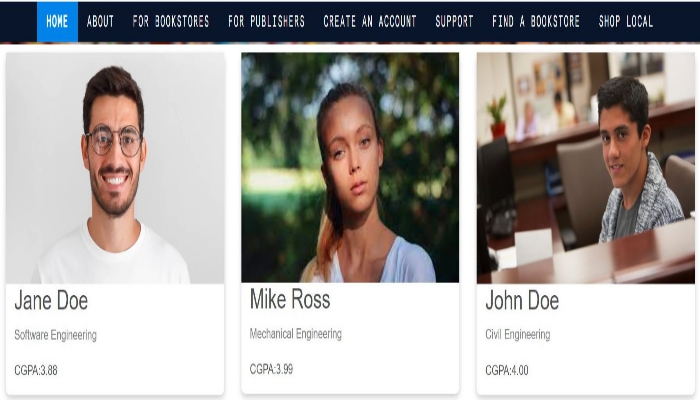 HOME ABOUT FOR BOOKSTORES FOR PUBLISHERS CREATE AN ACCOUNT SUPPORT FIND A BOOKSTORE SHOP LOCAL
Jane Doe
Software Engineering
CGPA:3.88
Mike Ross
Mechanical Engineering
CGPA:3.99
John Doe
Civil Engineering
CGPA:4.00